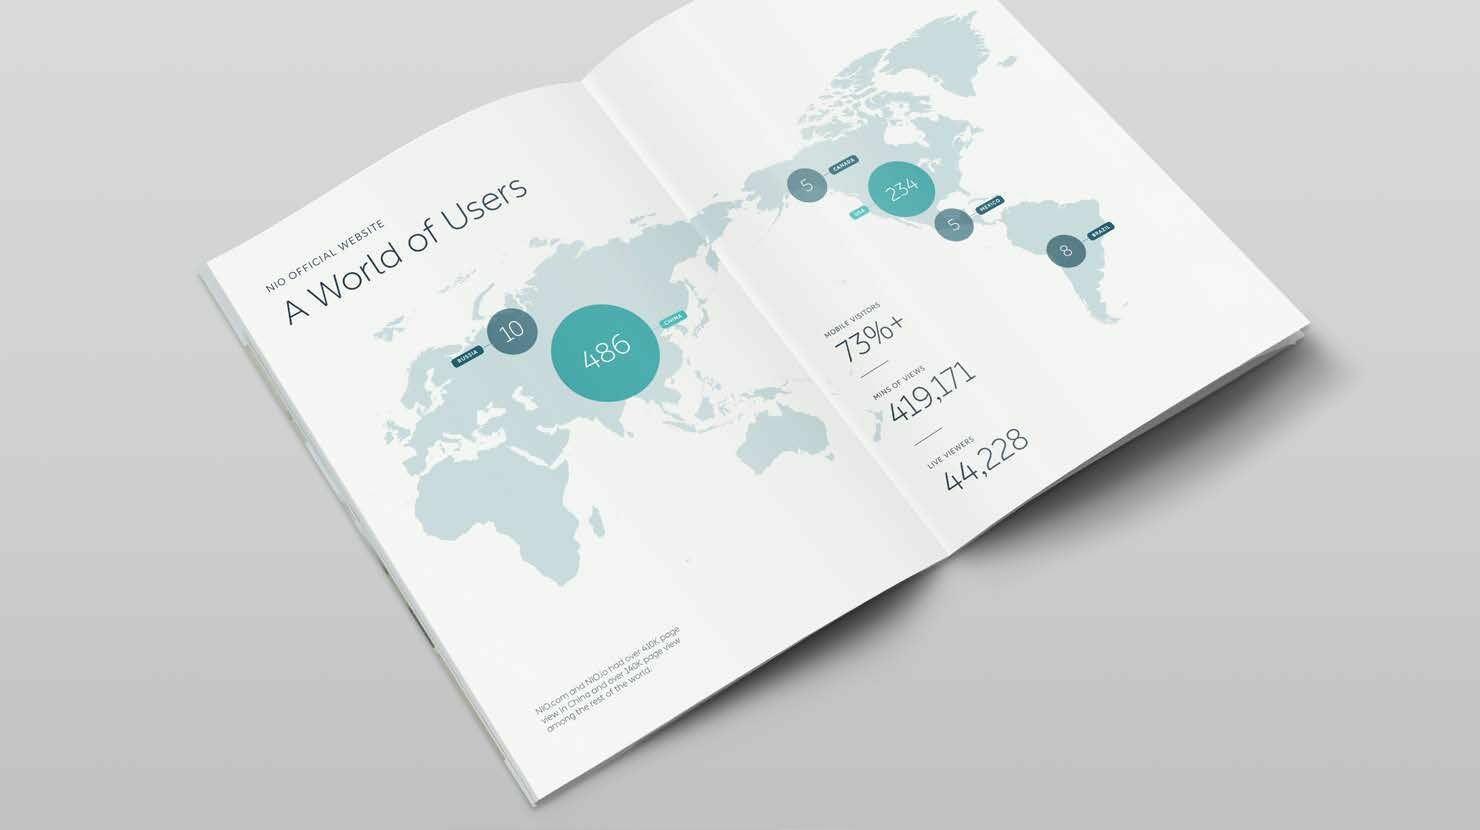 NIO OFFICIAL WEBSITE
A World of Users
RUSSIA
10
486
CHINA
5
CANADA
USA
234
5
MEXICO
8
BRAZIL
MOBILE VISITORS
73%+
MINS OF VIEWS
419,171
LIVE VIEWERS
44,228
NIO.com and NIO.io had over 410K page
view in China and over 140K page view
among the rest of the world.